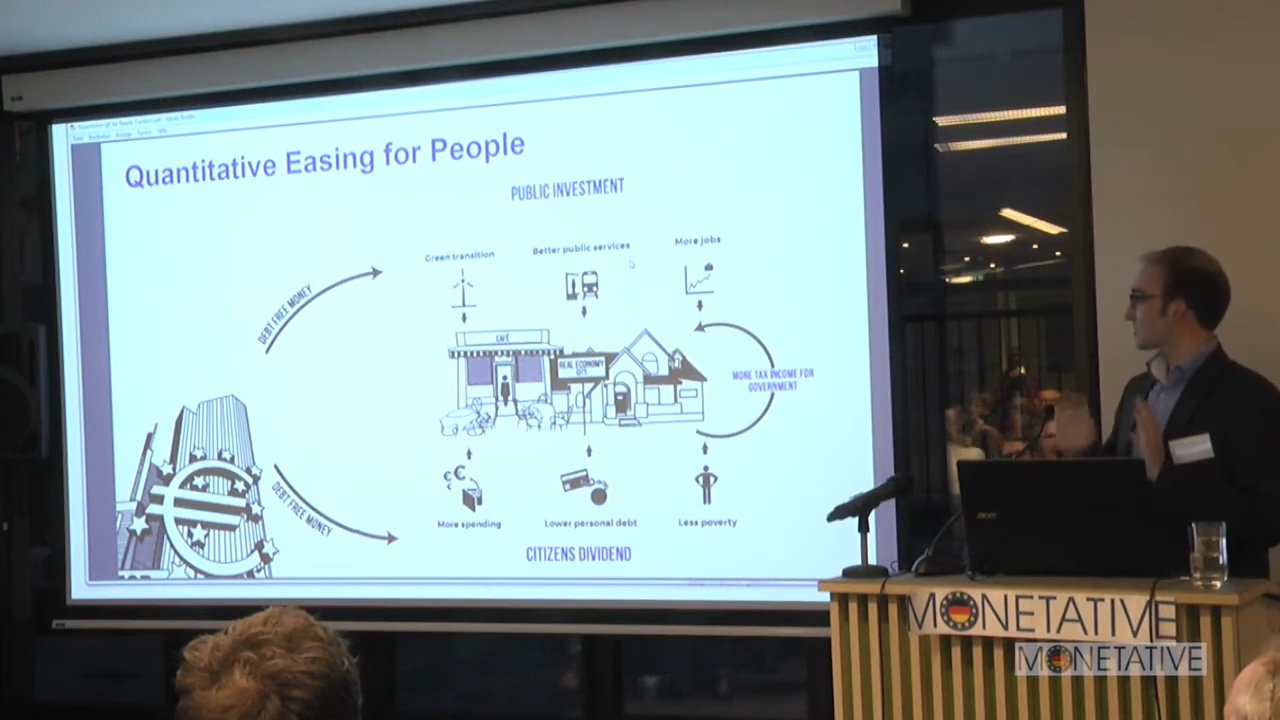 Quantitative Easing for People
PUBLIC INVESTMENT
Green transition
Better public services
More jobs
DEBT FREE MONEY
CAFÉ
REAL ECONOMY
CITY
MORE TAX INCOME FOR
GOVERNMENT
DEBT FREE MONEY
€€
€
More spending
Lower personal debt
Less poverty
CITIZENS DIVIDEND
acer
MONETATIVE
MONETATIVE